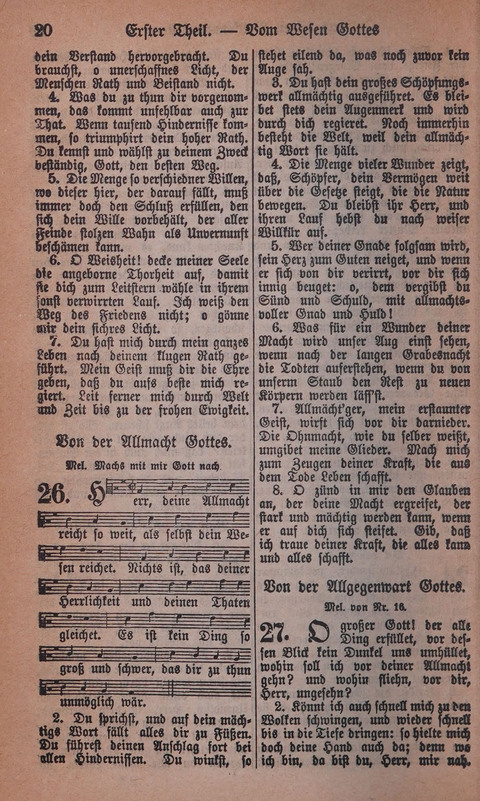 20 Erster Theil. — Vom Wesen Gottes
dein Verstand hervorgebracht. Du
brauchst, o unerschaffnes Licht, der
Menschen Rath und Beistand nicht.
4. Was du zu thun dir vorgenom-
men, das kommt unfehlbar auch zur
That. Wenn tausend Hindernisse kom-
men, so triumphirt dein hoher Rath.
Du kennst und wählst zu deinem Zweck
beständig, Gott, den besten Weg.
5. Die Menge so verschiedner Willen,
wo dieser hier, der darauf fällt, muß
immer doch den Schluß erfüllen, den
sich dein Wille vorbehält, der aller
Feinde stolzen Wahn als Unvernunft
beschämen kann.
6. O Weisheit! decke meiner Seele
die angeborne Thorheit auf, damit
sie dich zum Leitstern wähle in ihrem
sonst verwirrten Lauf. Ich weiß den
Weg des Friedens nicht; o gönne
mir dein sichres Licht.
7. Du hast mich durch mein ganzes
Leben nach deinem klugen Rath ge-
führt. Mein Geist muß dir die Ehre
geben, daß du aufs beste mich re-
giert. Leit ferner mich durch Welt
und Zeit bis zu der frohen Ewigkeit.
Von der Allmacht Gottes.
Mel. Machs mit mir Gott nach
26. Herr, deine Allmacht
reicht so weit, als selbst dein We-
sen reichet. Nichts ist, das deiner
Herrlichkeit und deinen Thaten
gleichet. Es ist kein Ding so
groß und schwer, das dir zu thun
unmöglich wär.
2. Du sprichst, und auf dein mäch-
tigs Wort fällt alles dir zu Füßen.
Du führest deinen Anschlag fort bei
allen Hindernissen. Du winkst, so
stehet eilend da, was noch zuvor kein
Auge sah.
3. Du hast dein großes Schöpfungs-
werk allmächtig ausgeführet. Es blei-
bet stets dein Augenmerk und wird
durch dich regieret. Noch immerhin
besteht die Welt, weil dein allmäch-
tig Wort sie hält.
4. Die Menge vieler Wunder zeigt,
daß, Schöpfer, dein Vermögen weit
über die Gesetze steigt, die die Natur
bewegen. Du bleibst ihr Herr, und
ihren Lauf hebst du nach weiser
Willkür auf.
5. Wer deiner Gnade folgsam wird,
sein Herz zum Guten neiget, und wenn
er sich von dir verirrt, vor dir sich
innig beuget: o, dem vergibst du
Sünd und Schuld, mit allmachts-
voller Gnad und Huld!
6. Was für ein Wunder deiner
Macht wird unser Aug einst sehen,
wenn nach der langen Grabesnacht
die Todten auferstehen, wenn du von
unserm Staub den Rest zu neuen
Körpern werden läss'st.
7. Allmächt'ger, mein erstaunter
Geist, wirft sich vor dir darnieder.
Die Ohnmacht, wie du selber weißt,
umgibet meine Glieder. Mach mich
zum Zeugen deiner Kraft, die aus
dem Tode Leben schafft.
8. O zünd in mir den Glauben
an, der deine Macht ergreifet, der
stark und mächtig werden kann, wenn
er auf dich sich steifet. Gib, daß
ich traue deiner Kraft, die alles kann
und alles schafft.
Von der Allgegenwart Gottes.
Mel. von Nr. 16.
27. O großer Gott! der alle
Ding erfüllet, vor des-
sen Blick kein Dunkel uns umhüllet,
wohin soll ich vor deiner Allmacht
gehn? und wohin fliehn, vor dir,
Herr, ungesehn?
2. Könnt ich auch schnell mich zu den
Wolken schwingen, und wieder schnell
bis in die Tiefe dringen: so hielte mich
doch deine Hand auch da; denn wo
ich bin, da bist du, Herr, mir nah.